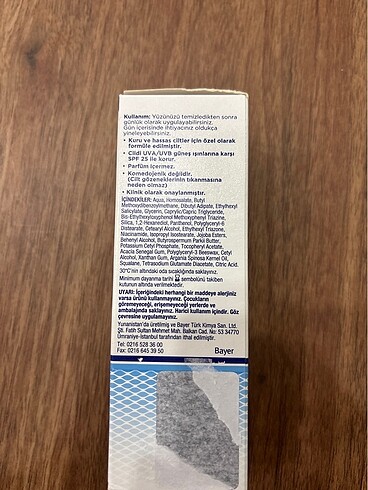 Kullanım: Yüzünüzü temizledikten sonra
günlük olarak uygulayabilirsiniz.
Gün içerisinde ihtiyacınız oldukça
yineleyebilirsiniz.
• Kuru ve hassas ciltler için özel olarak
formüle edilmiştir.
• Cildi UVA/UVB güneş ışınlarına karşı
SPF 25 ile korur.
• Parfüm içermez.
• Komedojenik değildir.
(Cilt gözeneklerinin tıkanmasına
neden olmaz)
• Klinik olarak onaylanmıştır.
İÇİNDEKİLER: Aqua, Homosalate, Butyl
Methoxydibenzoylmethane, Dibutyl Adipate, Ethylhexyl
Salicylate, Glycerin, Caprylic/Capric Triglyceride,
Bis-Ethylhexyloxyphenol Methoxyphenyl Triazine,
Silica, 1,2 Hexanediol, Panthenol, Polyglyceryl-6
Distearate, Cetearyl Alcohol, Ethylhexyl Triazone,
Niacinamide, Isopropyl Isostearate, Jojoba Esters,
Behenyl Alcohol, Butyrospermum Parkii Butter,
Potassium Cetyl Phosphate, Tocopheryl Acetate,
Acacia Senegal Gum, Polyglyceryl-3 Beeswax, Cetyl
Alcohol, Xanthan Gum, Argania Spinosa Kernel Oil,
Squalane, Tetrasodium Glutamate Diacetate, Citric Acid.
30°C'nin altındaki oda sıcaklığında saklayınız.
Minimum dayanma tarihi sembolünü takiben
kutunun altında verilmektedir.
UYARI: İçeriğindeki herhangi bir maddeye alerjiniz
varsa ürünü kullanmayınız. Çocukların
göremeyeceği, erişemeyeceği yerlerde ve
ambalajında saklayınız. Harici kullanım içindir. Göz
çevresine uygulamayınız.
Yunanistan'da üretilmiş ve Bayer Türk Kimya San. Ltd.
Şti. Fatih Sultan Mehmet Mah. Balkan Cad. No: 53 34770
Ümraniye-İstanbul tarafından ithal edilmiştir.
Tel: 0216 528 36 00
Fax: 0216 645 39 50
Bayer